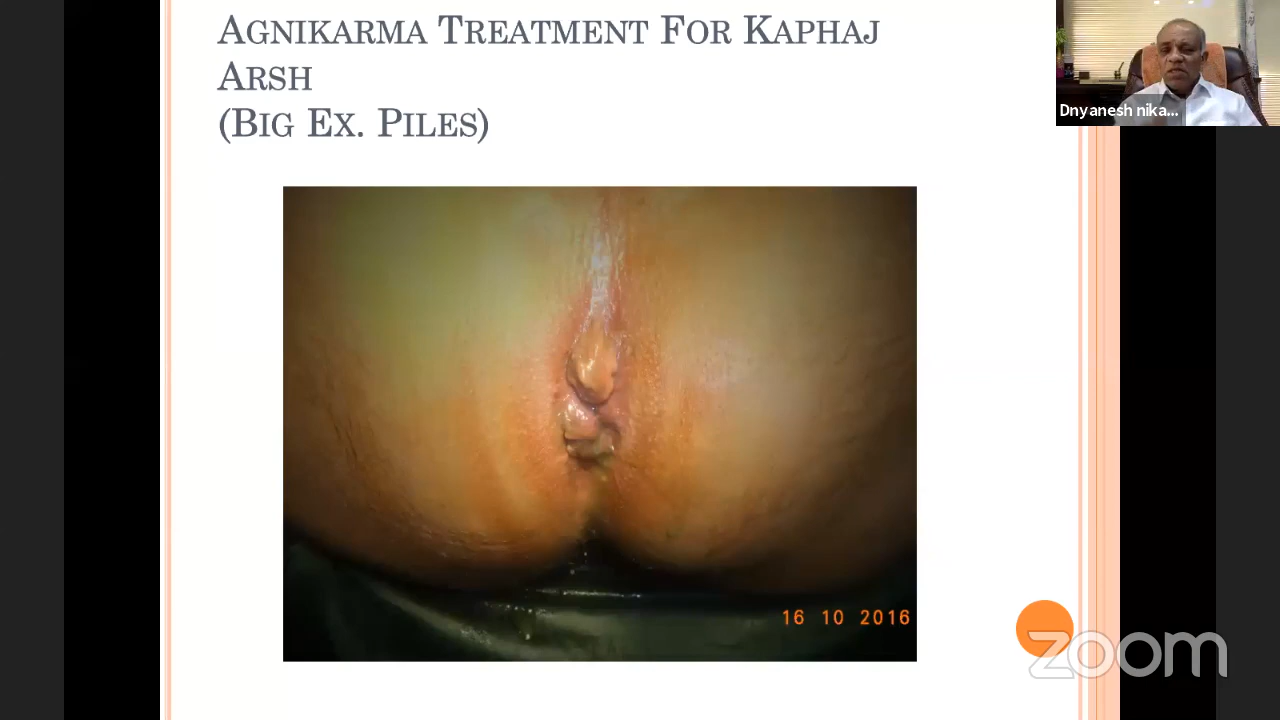 AGNIKARMA TREATMENT FOR KAPHAJ
ARSH
(BIG EX. PILES)
Dnyanesh nika...
16 10 2016
zoom